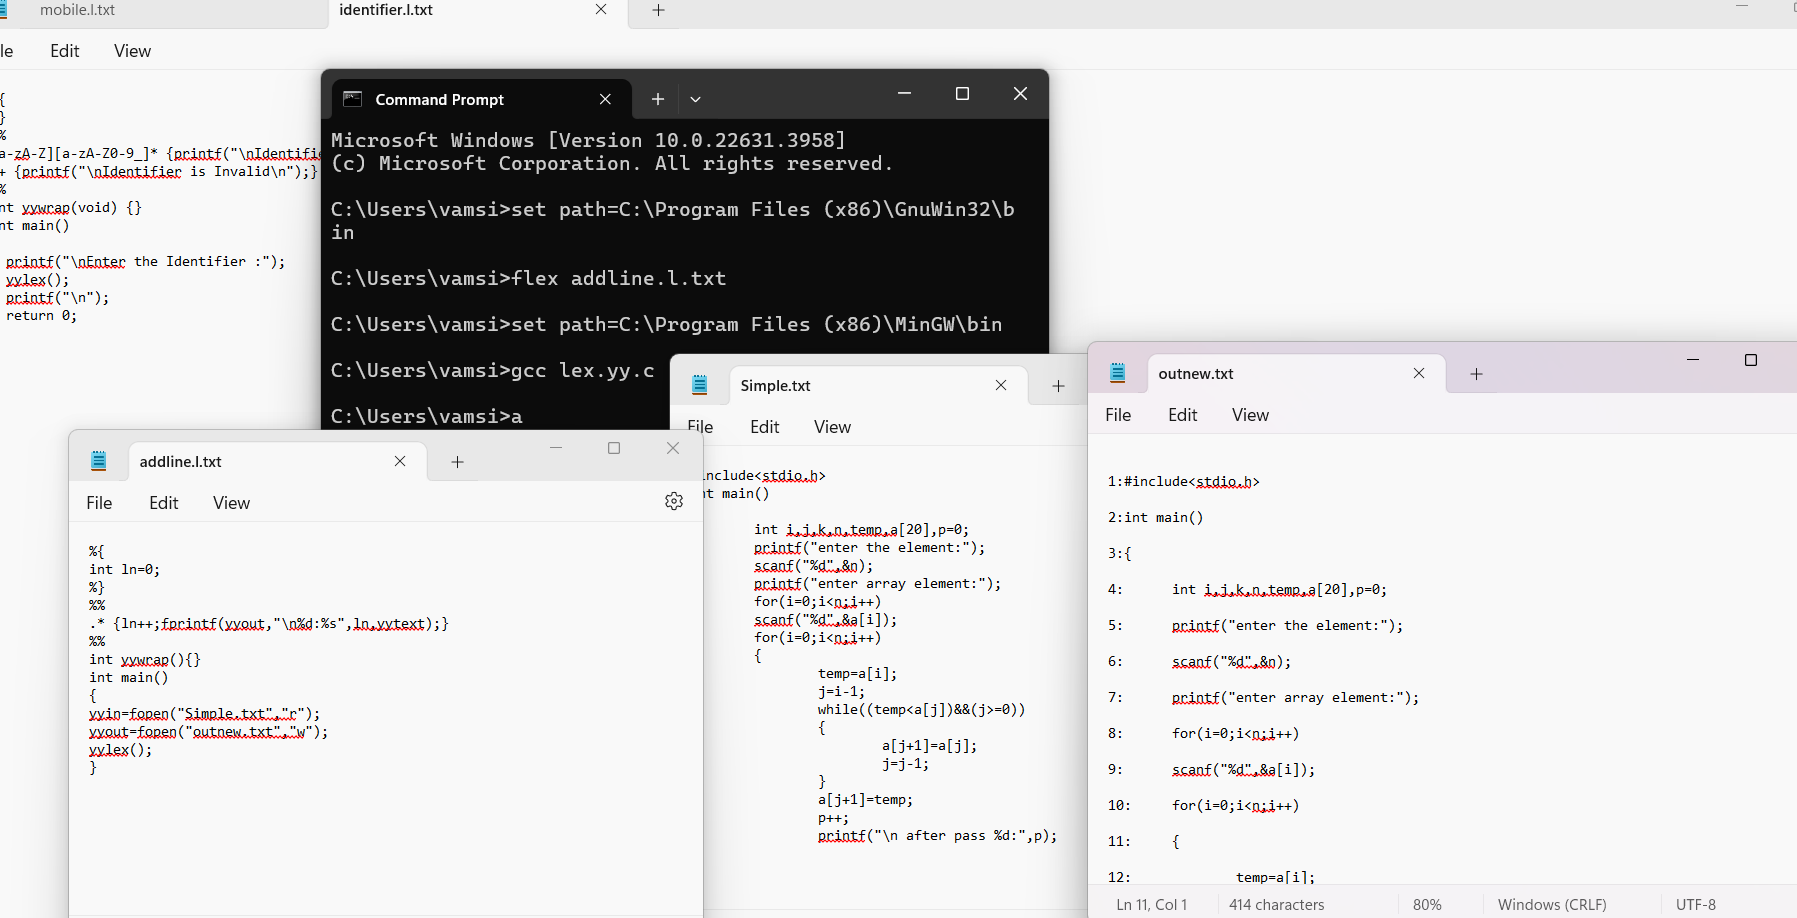 mobile.l.txt
identifier.l.txt
le Edit View
{
}
%
a-zA-Z][a-zA-Z0-9_]* {printf("\nIdentifie
+ {printf("\nIdentifier is Invalid\n");}
%
nt yywrap(void) {}
nt main()
printf("\nEnter the Identifier :");
yylex();
printf("\n");
return 0;
Command Prompt
Microsoft Windows [Version 10.0.22631.3958]
(c) Microsoft Corporation. All rights reserved.
C:\Users\vamsi>set path=C:\Program Files (x86)\GnuWin32\b
in
C:\Users\vamsi>flex addline.l.txt
C:\Users\vamsi>set path=C:\Program Files (x86)\MinGW\bin
C:\Users\vamsi>gcc lex.yy.c
C:\Users\vamsi>a
addline.l.txt
File Edit View
%{
int ln=0;
%}
%%
.* {ln++;fprintf(yyout,"\n%d:%s",ln,yytext);}
%%
int yywrap(){}
int main()
{
yyin=fopen("Simple.txt","r");
yyout=fopen("outnew.txt","w");
yylex();
}
Simple.txt
File Edit View
include<stdio.h>
nt main()
int i,j,k,n,temp,a[20],p=0;
printf("enter the element:");
scanf("%d",&n);
printf("enter array element:");
for(i=0;i<n;i++)
scanf("%d",&a[i]);
for(i=0;i<n;i++)
{
temp=a[i];
j=i-1;
while((temp<a[j])&&(j>=0))
{
a[j+1]=a[j];
j=j-1;
}
a[j+1]=temp;
p++;
printf("\n after pass %d:",p);
outnew.txt
File Edit View
1:#include<stdio.h>
2:int main()
3:{
4: int i,j,k,n,temp,a[20],p=0;
5: printf("enter the element:");
6: scanf("%d",&n);
7: printf("enter array element:");
8: for(i=0;i<n;i++)
9: scanf("%d",&a[i]);
10: for(i=0;i<n;i++)
11: {
12: temp=a[i];
Ln 11, Col 1 414 characters 80% Windows (CRLF) UTF-8